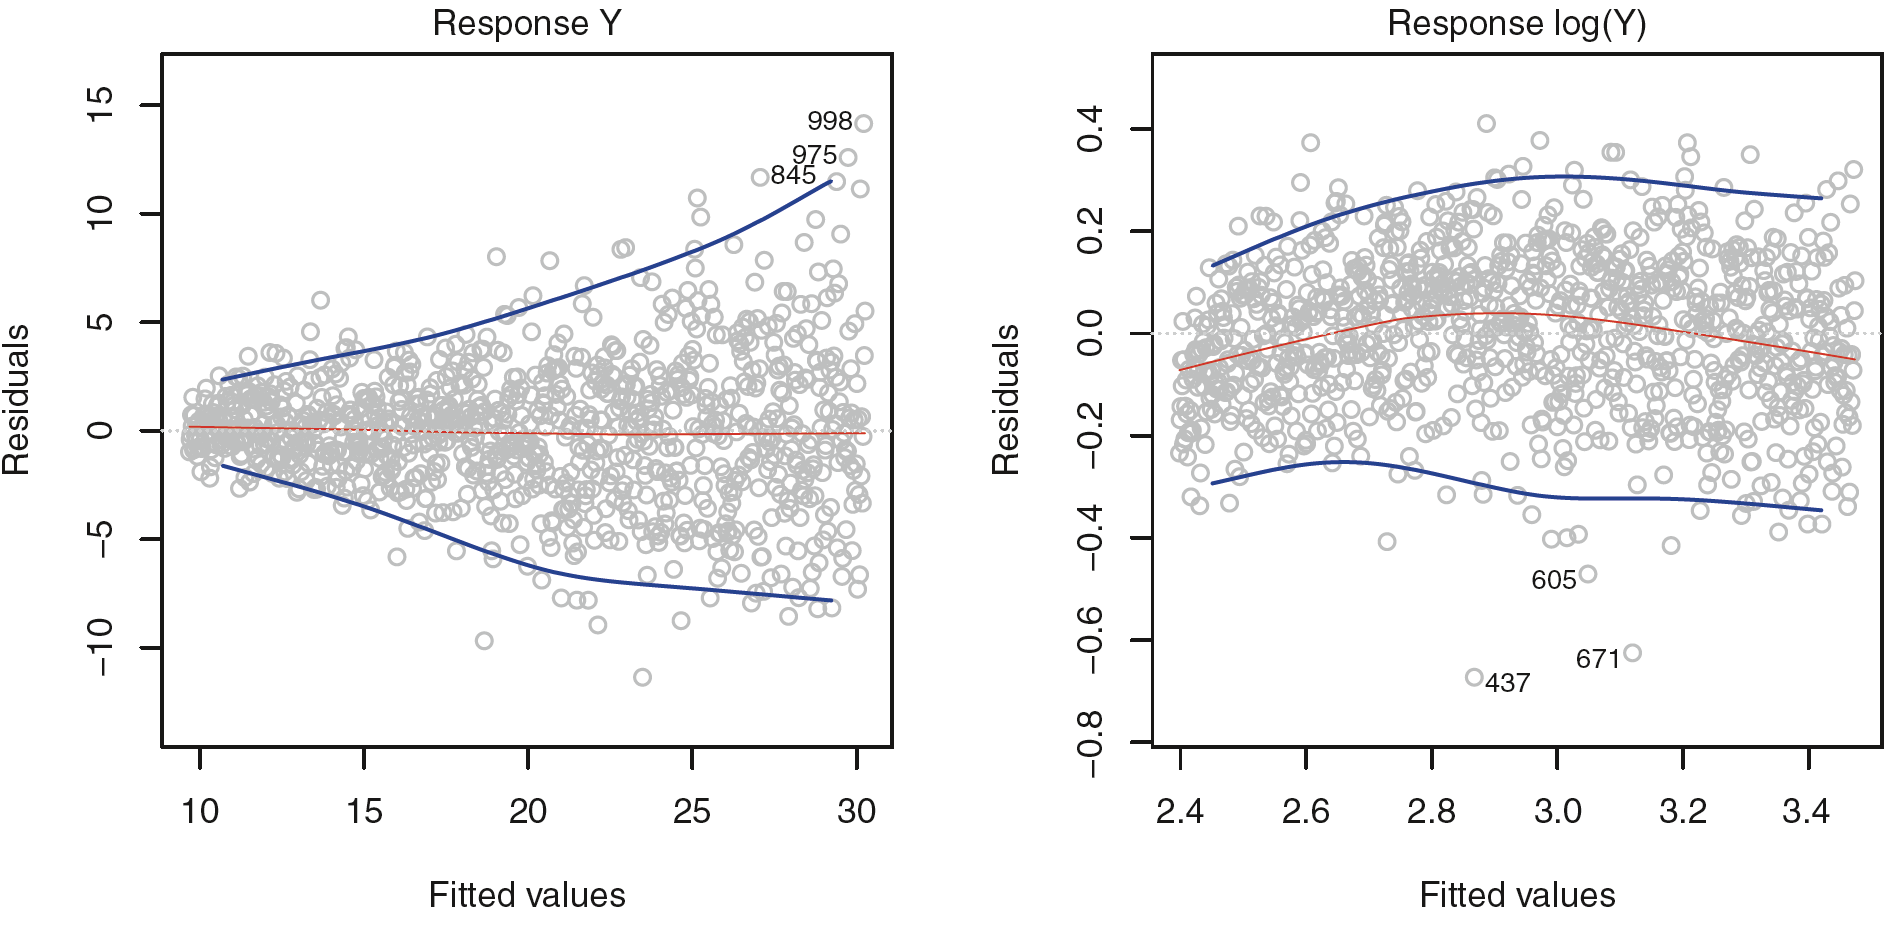 Response Y
Residuals
15
10
5
0
−5
−10
998
975
845
10 15 20 25 30
Fitted values
Response log(Y)
Residuals
0.4
0.2
0.0
−0.2
−0.4
−0.6
−0.8
605
671
437
2.4 2.6 2.8 3.0 3.2 3.4
Fitted values